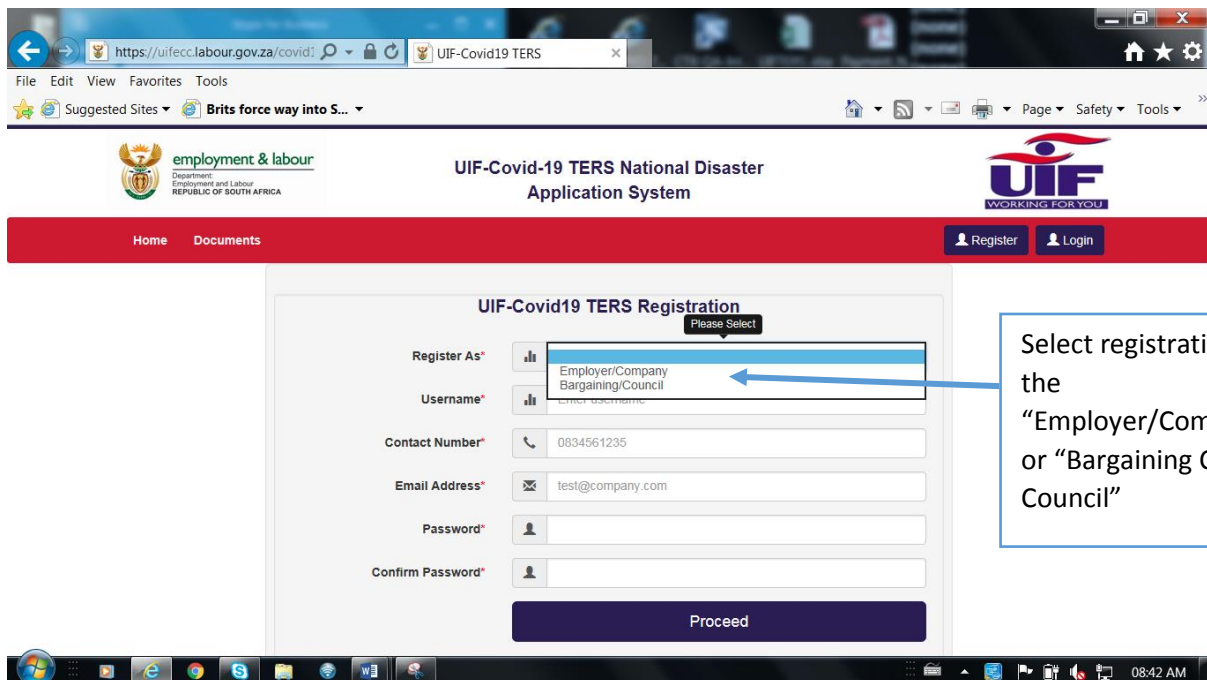 https://uifecc.labour.gov.za/covid1
UIF-Covid19 TERS
File Edit View Favorites Tools
Suggested Sites Brits force way into S... Page Safety Tools
employment & labour
Department:
Employment and Labour
REPUBLIC OF SOUTH AFRICA
UIF-Covid-19 TERS National Disaster
Application System
UIF
WORKING FOR YOU
Home Documents Register Login
UIF-Covid19 TERS Registration
Please Select
Register As*
Employer/Company
Bargaining/Council
Username* Enter username
Contact Number* 0834561235
Email Address* test@company.com
Password*
Confirm Password*
Proceed
Select registrati
the
“Employer/Com
or “Bargaining C
Council”
08:42 AM